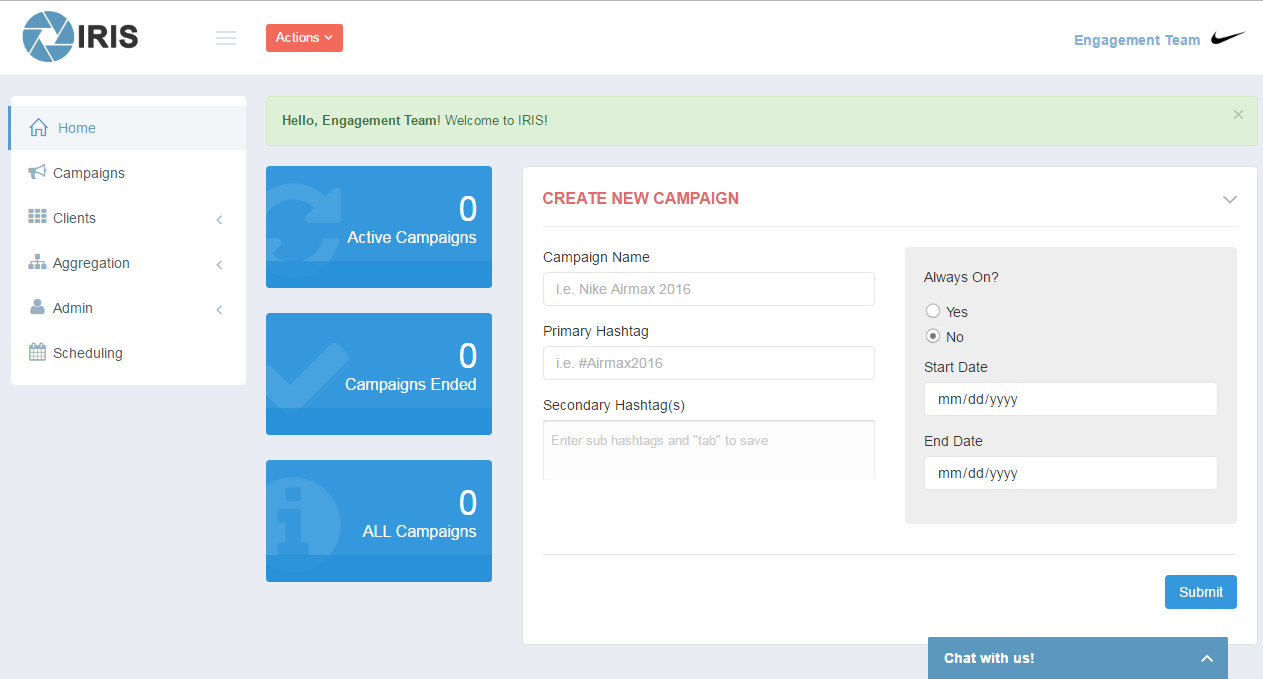 IRIS
Actions
Engagement Team
Home
Campaigns
Clients
Aggregation
Admin
Scheduling
Hello, Engagement Team! Welcome to IRIS!
×
0
Active Campaigns
0
Campaigns Ended
0
ALL Campaigns
CREATE NEW CAMPAIGN
Campaign Name
i.e. Nike Airmax 2016
Primary Hashtag
i.e. #Airmax2016
Secondary Hashtag(s)
Enter sub hashtags and "tab" to save
Always On?
Yes
No
Start Date
mm/dd/yyyy
End Date
mm/dd/yyyy
Submit
Chat with us!